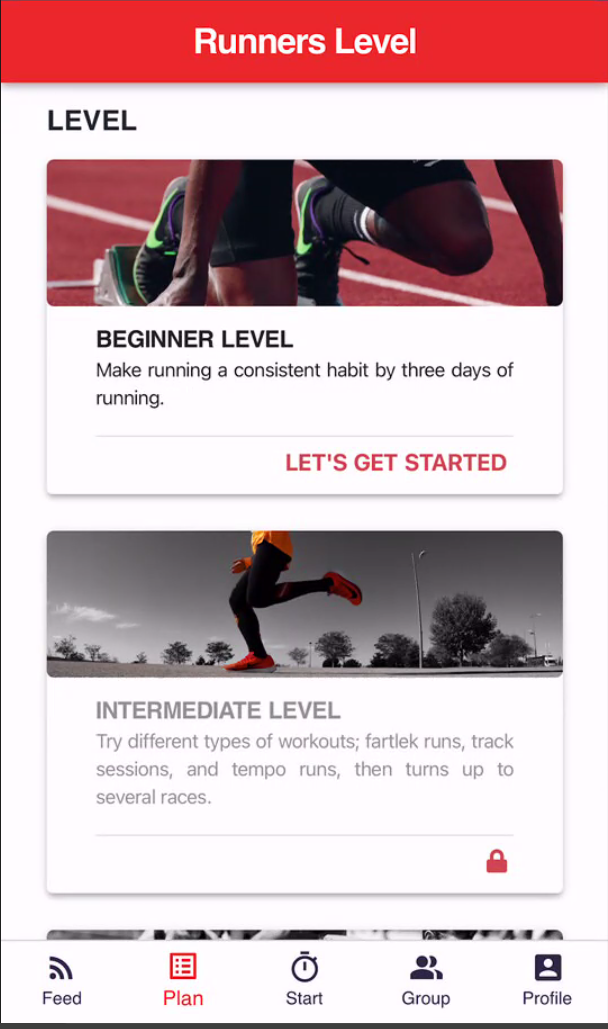 Runners Level
LEVEL
BEGINNER LEVEL
Make running a consistent habit by three days of
running.
LET'S GET STARTED
INTERMEDIATE LEVEL
Try different types of workouts; fartlek runs, track
sessions, and tempo runs, then turns up to
several races.
Feed
Plan
Start
Group
Profile